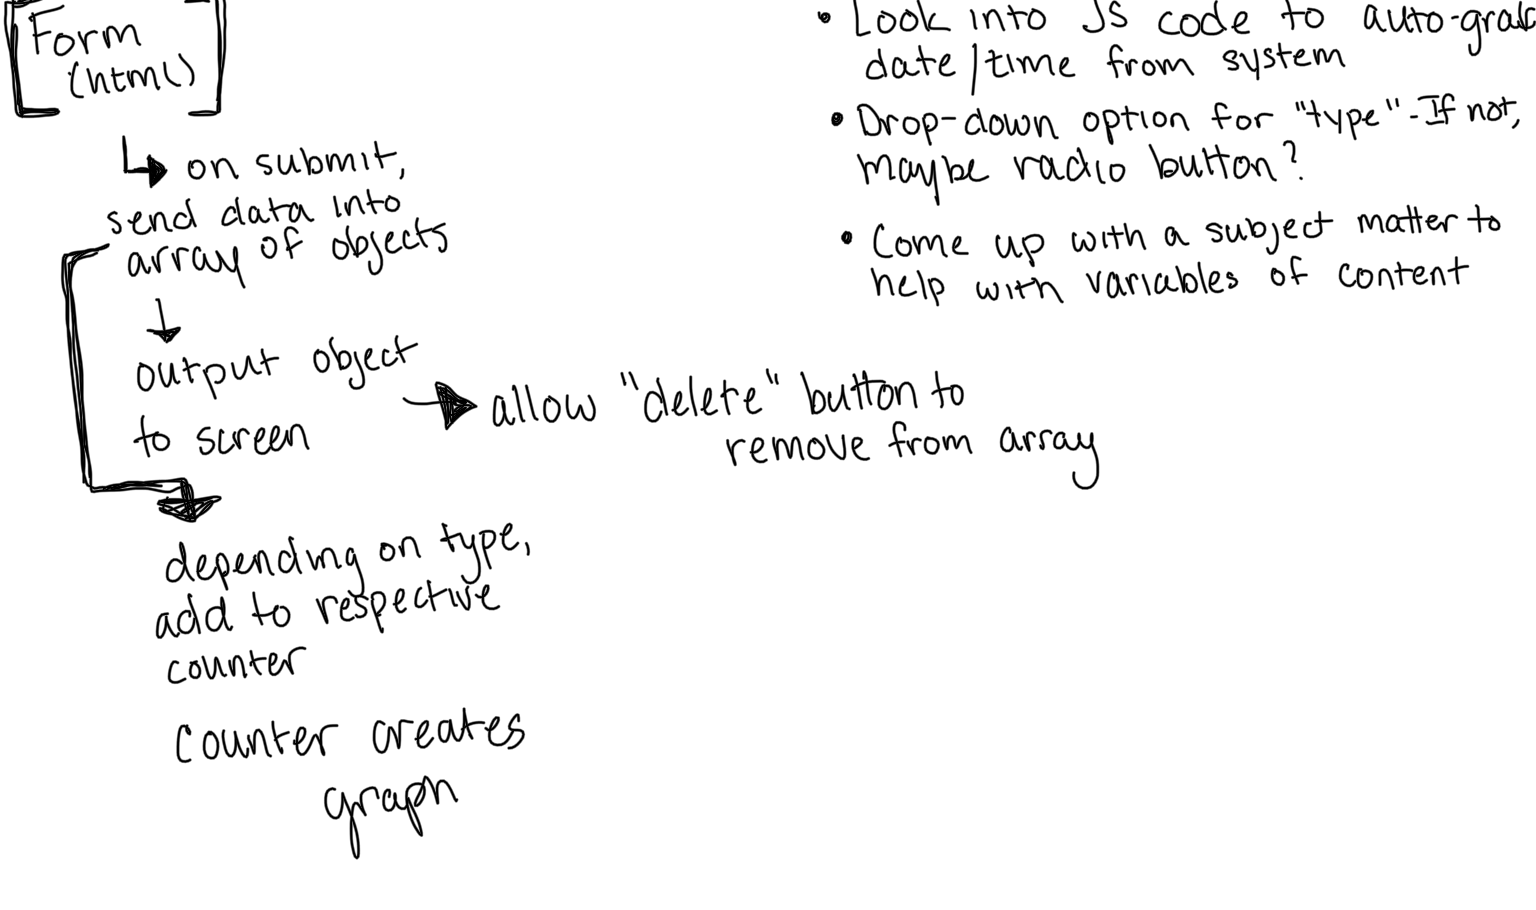 Form
(html)
on submit,
send data into
array of objects
output object
to screen
allow "delete" button to
remove from array
depending on type,
add to respective
counter
Counter creates
graph
• Look into JS code to auto-grab
date/time from system
• Drop-down option for "type" - If not,
maybe radio button?
• Come up with a subject matter to
help with variables of content